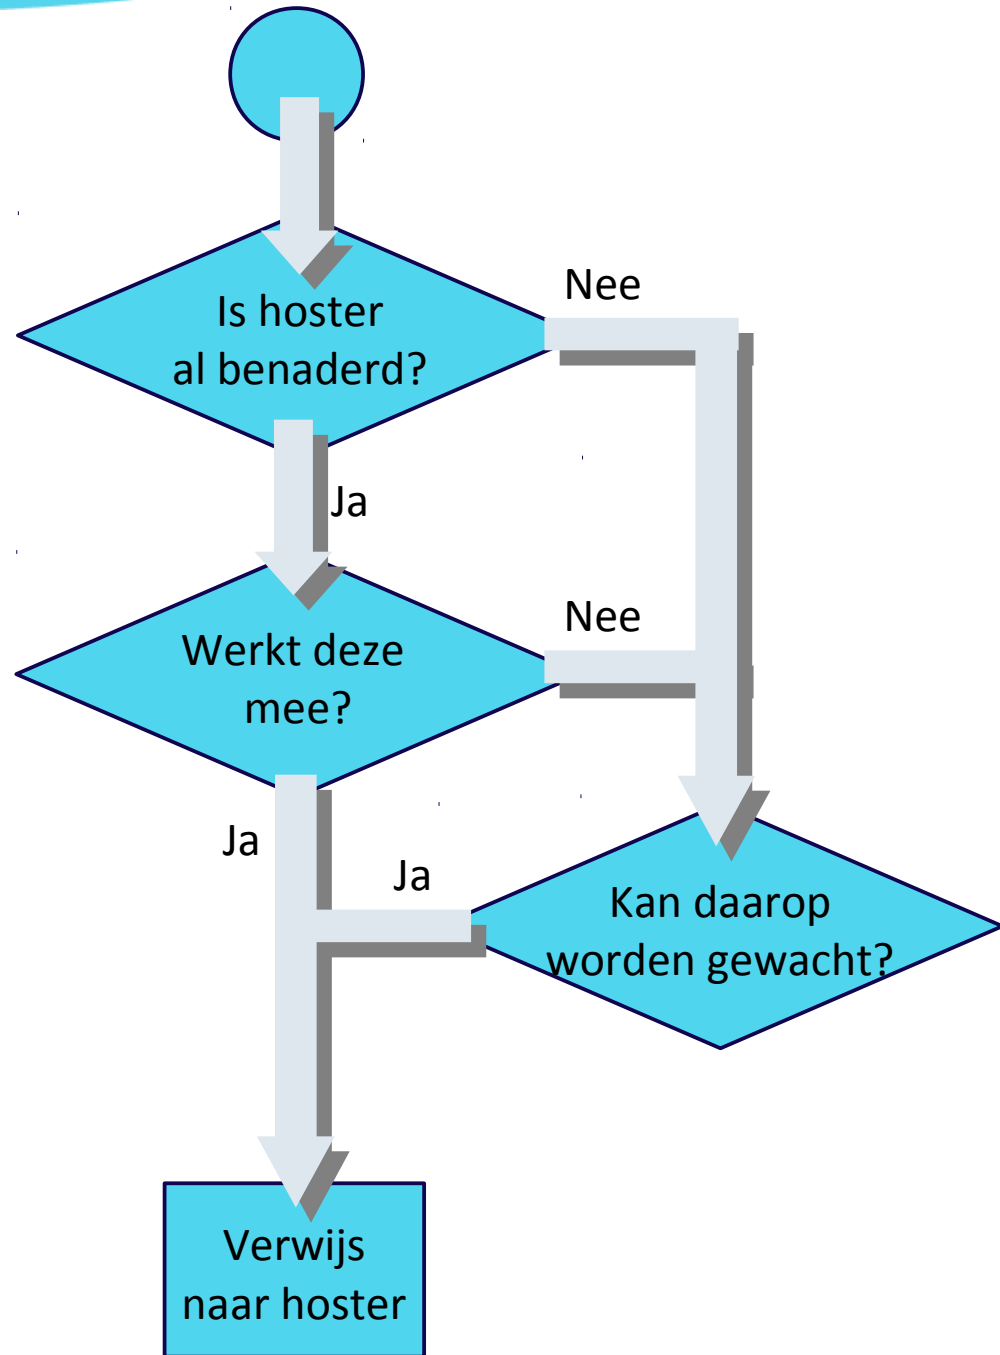 Nee
Is hoster
al benaderd?
Ja
Nee
Werkt deze
mee?
Ja
Ja
Kan daarop
worden gewacht?
Verwijs
naar hoster